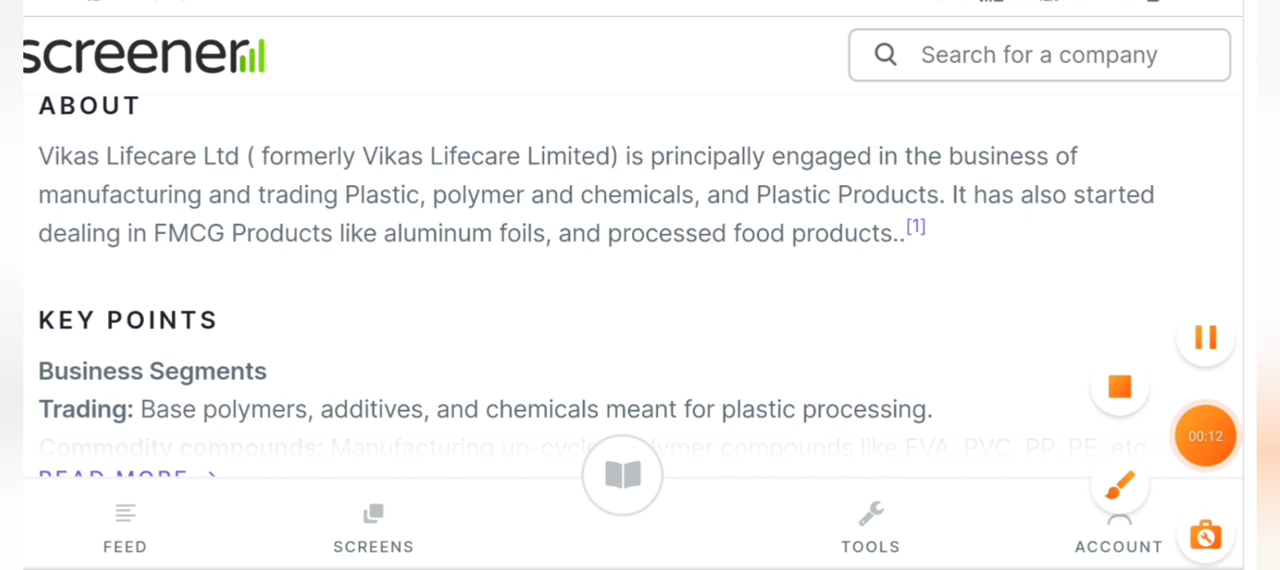 screener
Search for a company
ABOUT
Vikas Lifecare Ltd ( formerly Vikas Lifecare Limited) is principally engaged in the business of
manufacturing and trading Plastic, polymer and chemicals, and Plastic Products. It has also started
dealing in FMCG Products like aluminum foils, and processed food products..[1]
KEY POINTS
Business Segments
Trading: Base polymers, additives, and chemicals meant for plastic processing.
Commodity compounds: Manufacturing up-cycle polymer compounds like EVA, PVC, PP, PE, etc
READ MORE
00:12
FEED
SCREENS
TOOLS
ACCOUNT